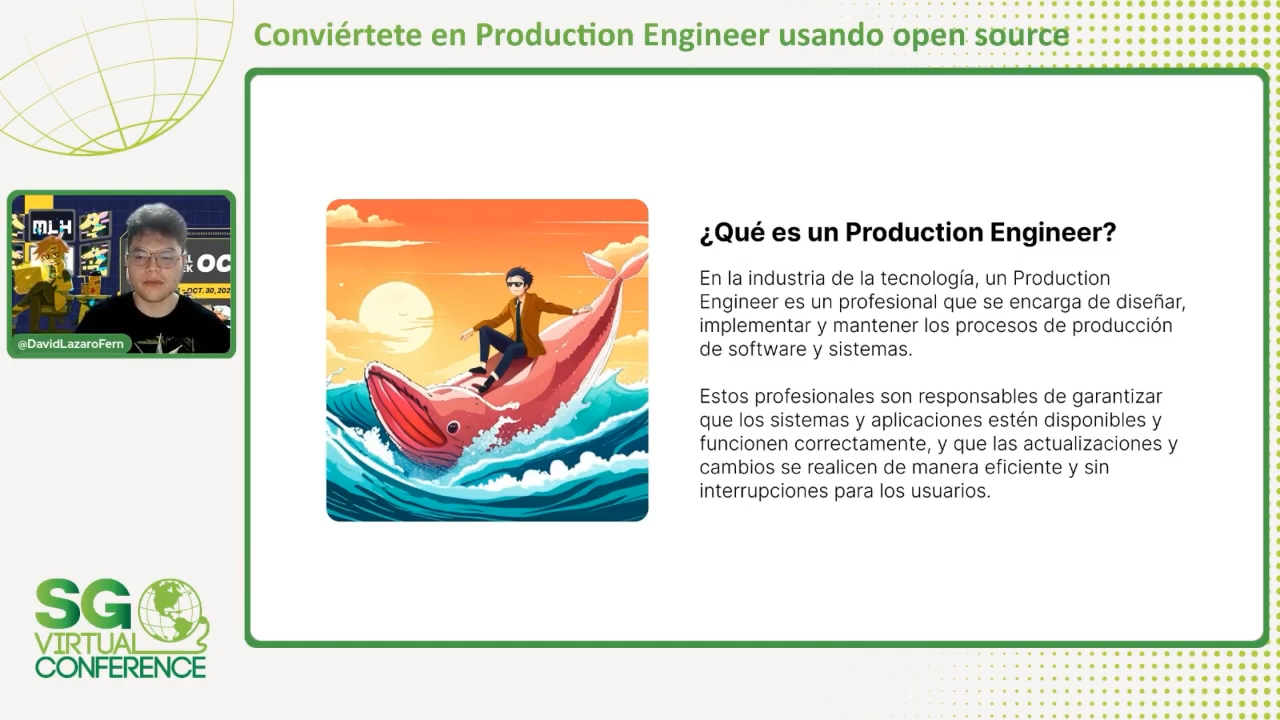 Conviértete en Production Engineer usando open source
MLH
OC
- OCT. 30, 202
@DavidLazaroFern
¿Qué es un Production Engineer?
En la industria de la tecnología, un Production
Engineer es un profesional que se encarga de diseñar,
implementar y mantener los procesos de producción
de software y sistemas.
Estos profesionales son responsables de garantizar
que los sistemas y aplicaciones estén disponibles y
funcionen correctamente, y que las actualizaciones y
cambios se realicen de manera eficiente y sin
interrupciones para los usuarios.
SG
VIRTUAL
CONFERENCE